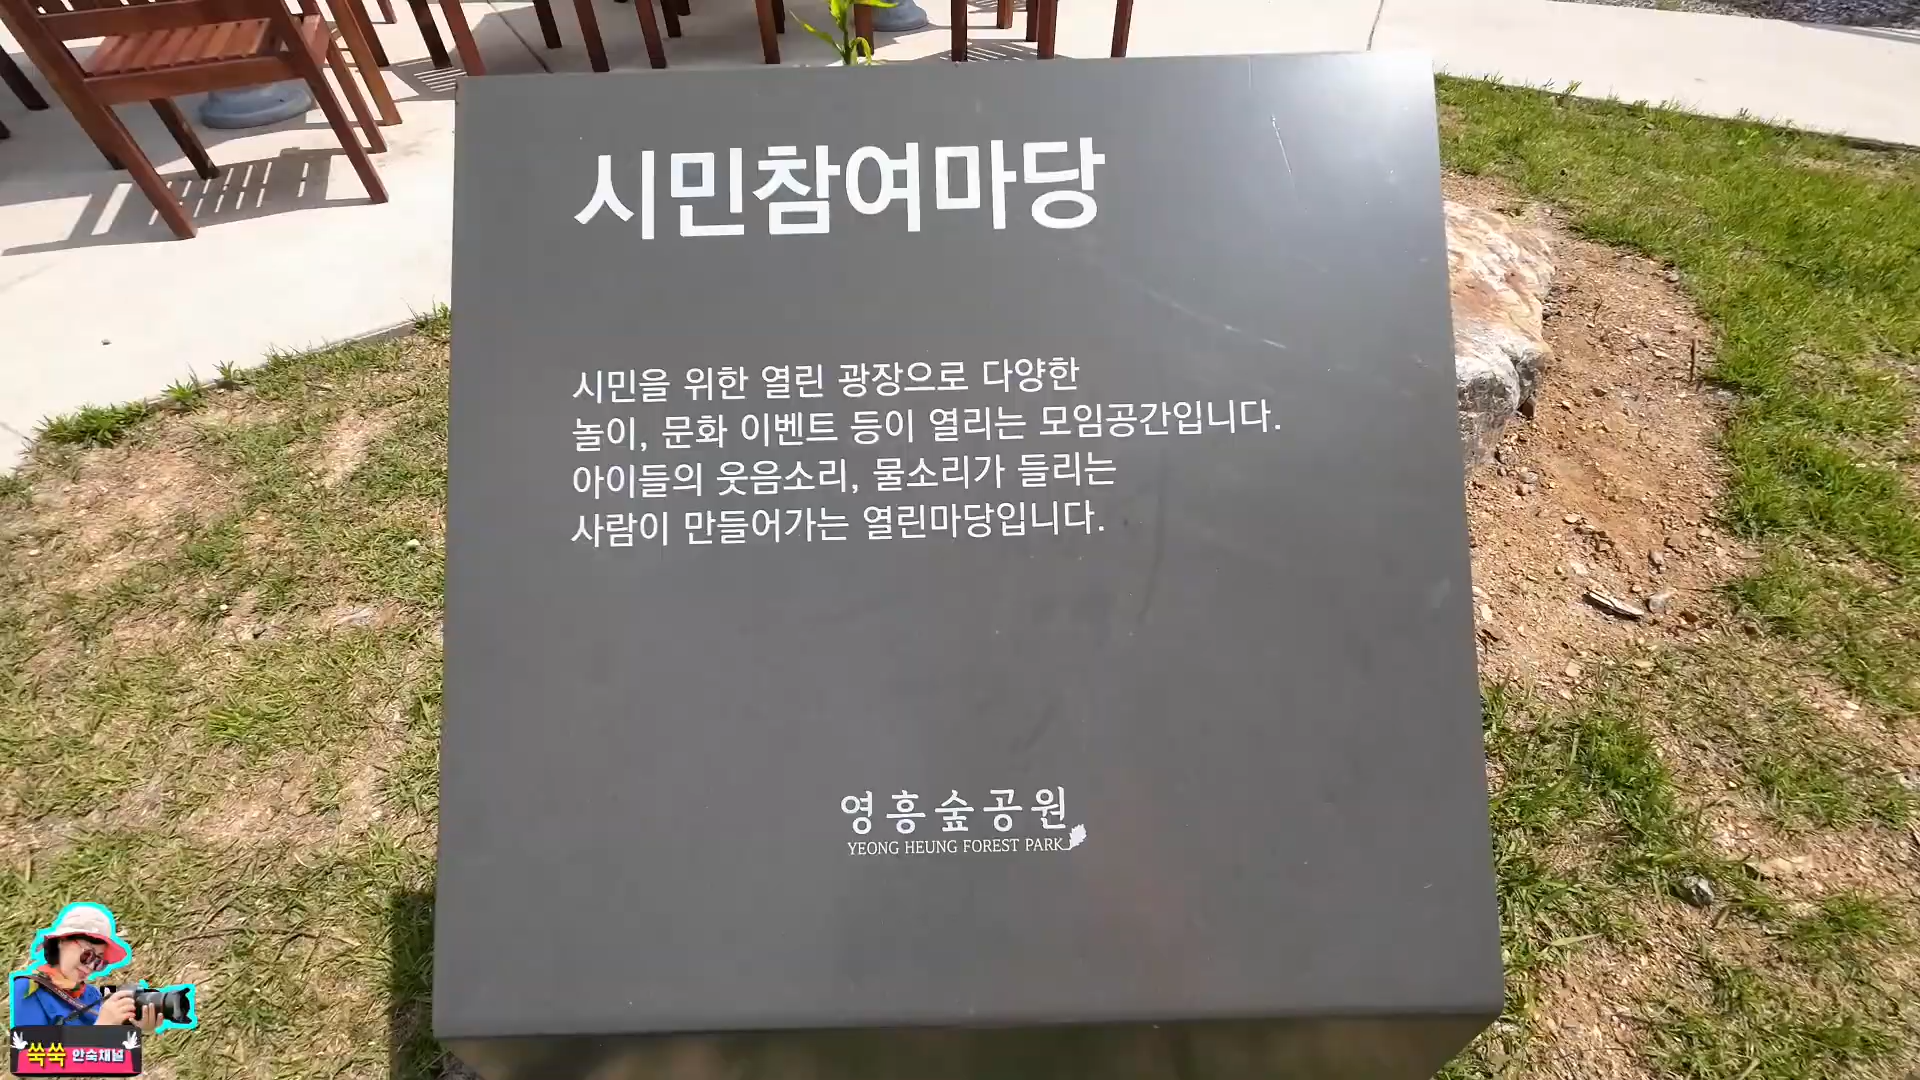 시민참여마당
시민을 위한 열린 광장으로 다양한
놀이, 문화 이벤트 등이 열리는 모임공간입니다.
아이들의 웃음소리, 물소리가 들리는
사람이 만들어가는 열린마당입니다.
영흥숲공원
YEONG HEUNG FOREST PARK
쑥쑥 안숙채널